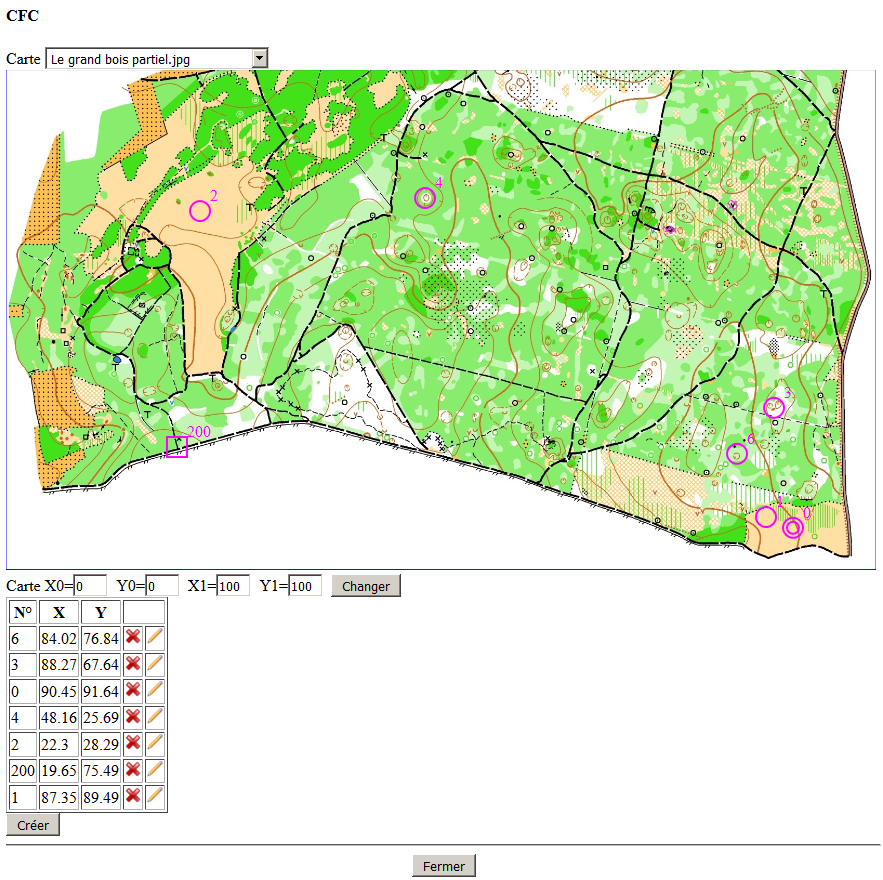 CFC
Carte Le grand bois partiel.jpg
2
4
3
200
6
1
0
Carte X0=0 Y0=0 X1=100 Y1=100 Changer
N° X Y
6 84.02 76.84
3 88.27 67.64
0 90.45 91.64
4 48.16 25.69
2 22.3 28.29
200 19.65 75.49
1 87.35 89.49
Créer
Fermer